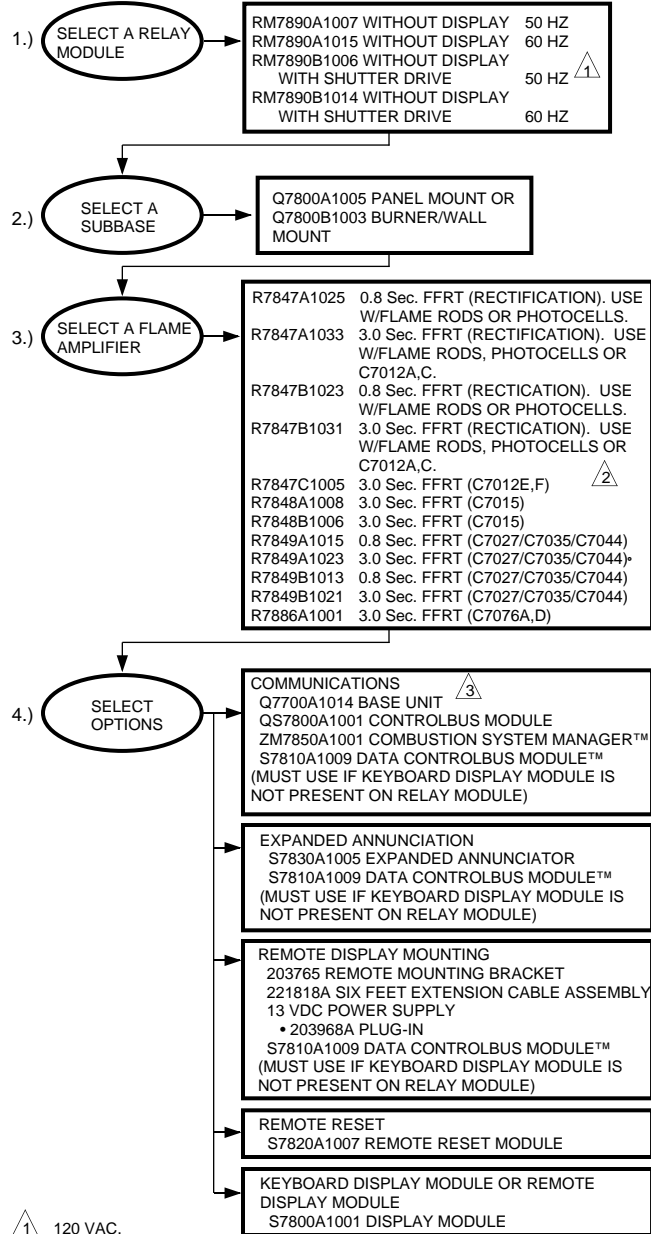 1.) SELECT A RELAY
MODULE
RM7890A1007 WITHOUT DISPLAY 50 HZ
RM7890A1015 WITHOUT DISPLAY 60 HZ
RM7890B1006 WITHOUT DISPLAY
WITH SHUTTER DRIVE 50 HZ 1
RM7890B1014 WITHOUT DISPLAY
WITH SHUTTER DRIVE 60 HZ
2.) SELECT A
SUBBASE
Q7800A1005 PANEL MOUNT OR
Q7800B1003 BURNER/WALL
MOUNT
3.) SELECT A FLAME
AMPLIFIER
R7847A1025 0.8 Sec. FFRT (RECTIFICATION). USE
W/FLAME RODS OR PHOTOCELLS.
R7847A1033 3.0 Sec. FFRT (RECTIFICATION). USE
W/FLAME RODS, PHOTOCELLS OR
C7012A,C.
R7847B1023 0.8 Sec. FFRT (RECTICATION). USE
W/FLAME RODS OR PHOTOCELLS.
R7847B1031 3.0 Sec. FFRT (RECTICATION). USE
W/FLAME RODS, PHOTOCELLS OR
C7012A,C.
R7847C1005 3.0 Sec. FFRT (C7012E,F) 2
R7848A1008 3.0 Sec. FFRT (C7015)
R7848B1006 3.0 Sec. FFRT (C7015)
R7849A1015 0.8 Sec. FFRT (C7027/C7035/C7044)
R7849A1023 3.0 Sec. FFRT (C7027/C7035/C7044)•
R7849B1013 0.8 Sec. FFRT (C7027/C7035/C7044)
R7849B1021 3.0 Sec. FFRT (C7027/C7035/C7044)
R7886A1001 3.0 Sec. FFRT (C7076A,D)
4.) SELECT
OPTIONS
COMMUNICATIONS 3
Q7700A1014 BASE UNIT
QS7800A1001 CONTROLBUS MODULE
ZM7850A1001 COMBUSTION SYSTEM MANAGER™
S7810A1009 DATA CONTROLBUS MODULE™
(MUST USE IF KEYBOARD DISPLAY MODULE IS
NOT PRESENT ON RELAY MODULE)
EXPANDED ANNUNCIATION
S7830A1005 EXPANDED ANNUNCIATOR
S7810A1009 DATA CONTROLBUS MODULE™
(MUST USE IF KEYBOARD DISPLAY MODULE IS
NOT PRESENT ON RELAY MODULE)
REMOTE DISPLAY MOUNTING
203765 REMOTE MOUNTING BRACKET
221818A SIX FEET EXTENSION CABLE ASSEMBLY
13 VDC POWER SUPPLY
• 203968A PLUG-IN
S7810A1009 DATA CONTROLBUS MODULE™
(MUST USE IF KEYBOARD DISPLAY MODULE IS
NOT PRESENT ON RELAY MODULE)
REMOTE RESET
S7820A1007 REMOTE RESET MODULE
KEYBOARD DISPLAY MODULE OR REMOTE
DISPLAY MODULE
S7800A1001 DISPLAY MODULE
1 120 VAC.